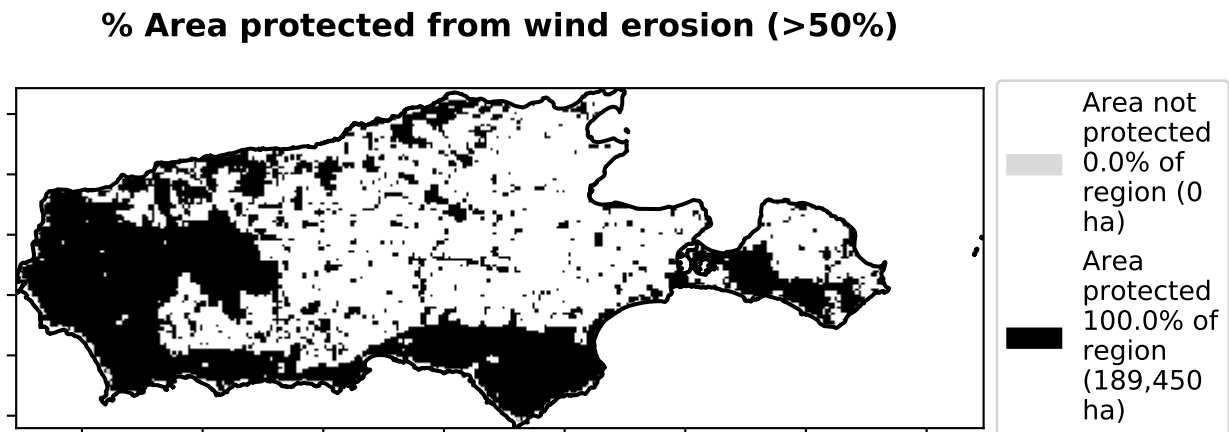 % Area protected from wind erosion (>50%)
Area not
protected
0.0% of
region (0
ha)
Area
protected
100.0% of
region
(189,450
ha)